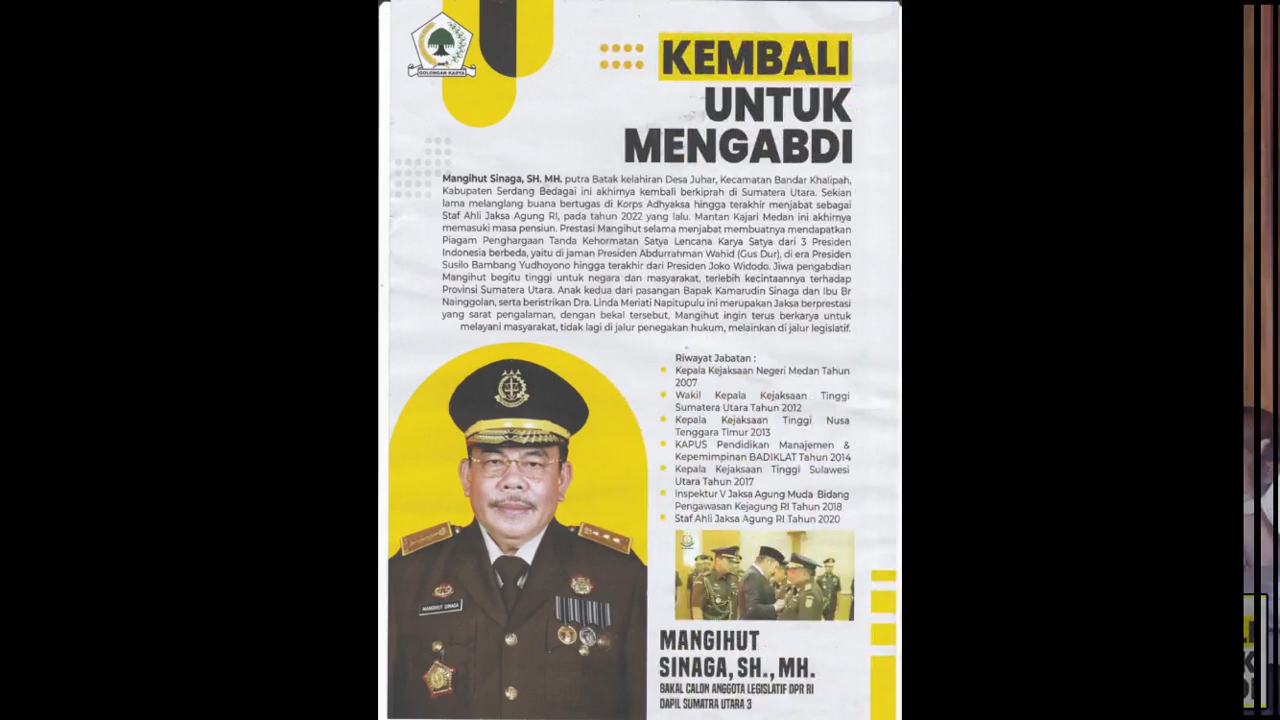 GOLONGAN KARYA
KEMBALI
UNTUK
MENGABDI
Mangihut Sinaga, SH. MH. putra Batak kelahiran Desa Juhar, Kecamatan Bandar Khalipah,
Kabupaten Serdang Bedagai ini akhirnya kembali berkiprah di Sumatera Utara. Sekian
lama melanglang buana bertugas di Korps Adhyaksa hingga terakhir menjabat sebagai
Staf Ahli Jaksa Agung RI, pada tahun 2022 yang lalu. Mantan Kajari Medan ini akhirnya
memasuki masa pensiun. Prestasi Mangihut selama menjabat membuatnya mendapatkan
Piagam Penghargaan Tanda Kehormatan Satya Lencana Karya Satya dari 3 Presiden
Indonesia berbeda, yaitu di jaman Presiden Abdurrahman Wahid (Gus Dur), di era Presiden
Susilo Bambang Yudhoyono hingga terakhir dari Presiden Joko Widodo. Jiwa pengabdian
Mangihut begitu tinggi untuk negara dan masyarakat, terlebih kecintaannya terhadap
Provinsi Sumatera Utara. Anak kedua dari pasangan Bapak Kamarudin Sinaga dan Ibu Br
Nainggolan, serta beristrikan Dra. Linda Meriati Napitupulu ini merupakan Jaksa berprestasi
yang sarat pengalaman, dengan bekal tersebut, Mangihut ingin terus berkarya untuk
melayani masyarakat, tidak lagi di jalur penegakan hukum, melainkan di jalur legislatif.
Riwayat Jabatan :
Kepala Kejaksaan Negeri Medan Tahun
2007
Wakil Kepala Kejaksaan Tinggi
Sumatera Utara Tahun 2012
Kepala Kejaksaan Tinggi Nusa
Tenggara Timur 2013
KAPUS Pendidikan Manajemen &
Kepemimpinan BADIKLAT Tahun 2014
Kepala Kejaksaan Tinggi Sulawesi
Utara Tahun 2017
Inspektur V Jaksa Agung Muda Bidang
Pengawasan Kejagung RI Tahun 2018
Staf Ahli Jaksa Agung RI Tahun 2020
MANGIHUT SINAGA
MANGIHUT
SINAGA, SH., MH.
BAKAL CALON ANGGOTA LEGISLATIF DPR RI
DAPIL SUMATRA UTARA 3